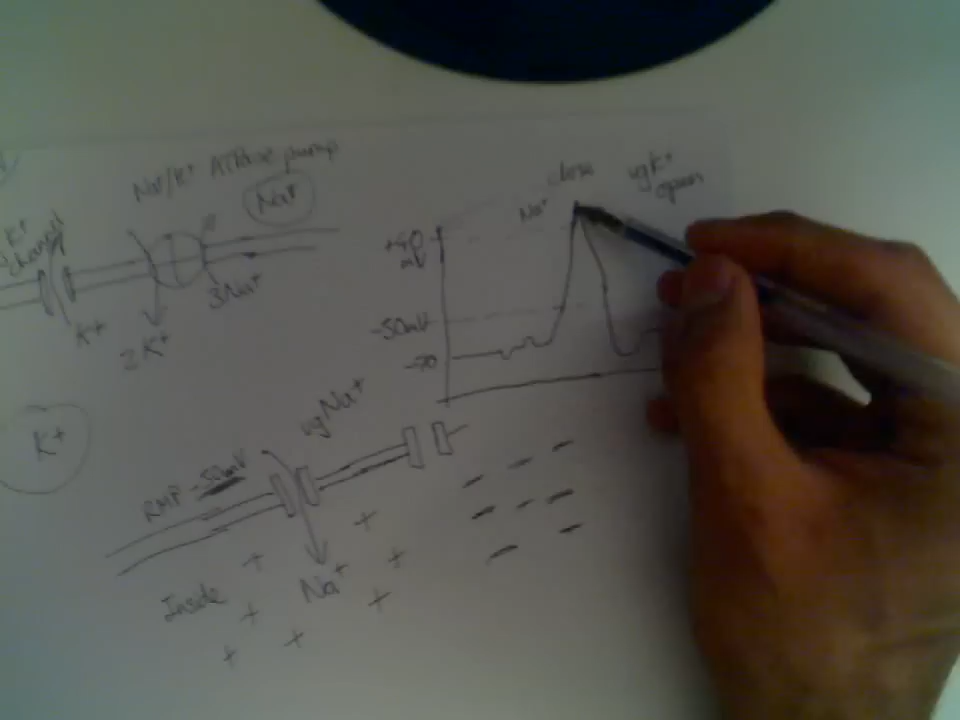 Na+/K+ ATPase pump
Na+
K+
channel
K+
2K+
3Na+
close
Na+
vgK+
open
+40
mV
-50mV
-70
K+
vgNa+
RMP -50mV
Inside
Na+
+
+
+
+
+
+
+